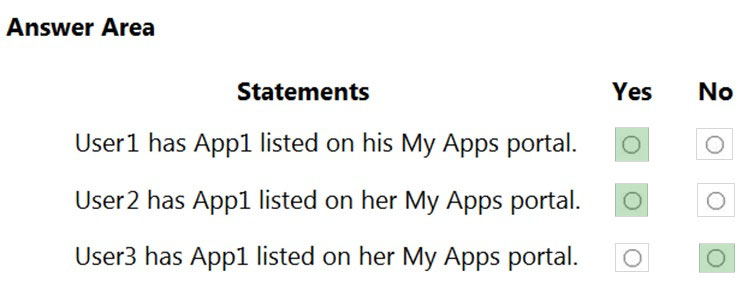 Answer Area
Statements Yes No
User1 has App1 listed on his My Apps portal.
User2 has App1 listed on her My Apps portal.
User3 has App1 listed on her My Apps portal.